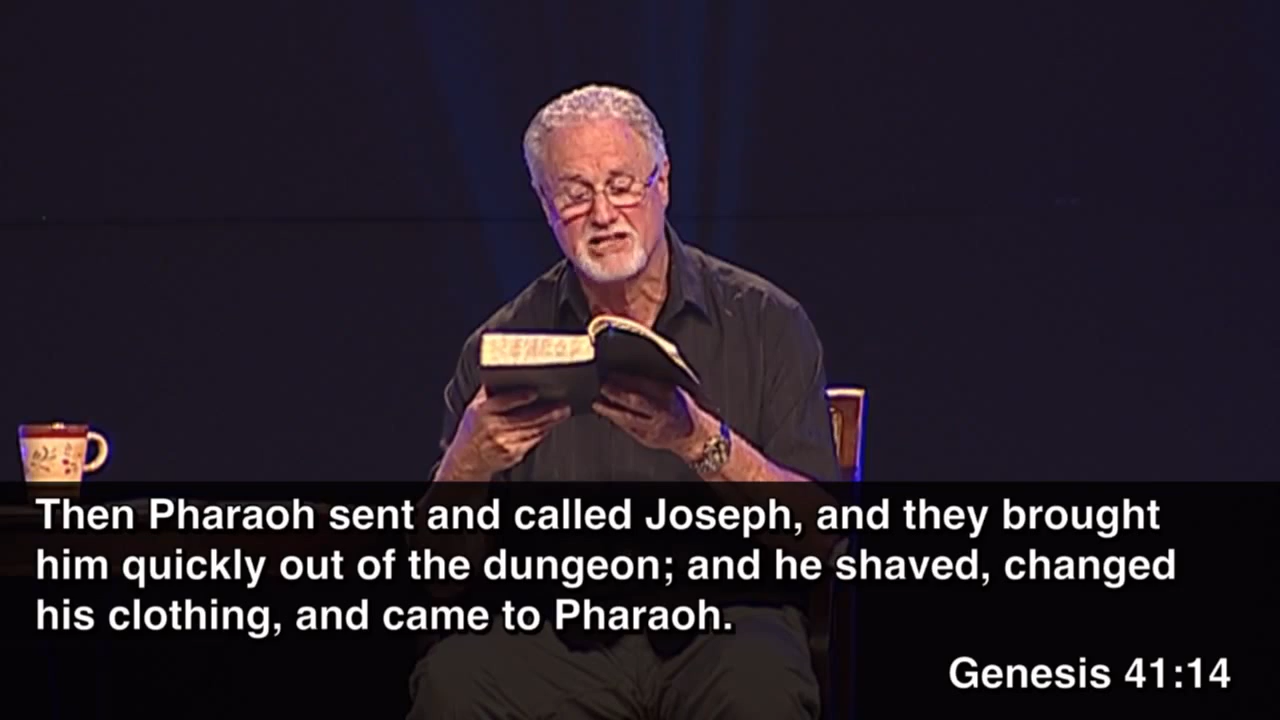 Then Pharaoh sent and called Joseph, and they brought
him quickly out of the dungeon; and he shaved, changed
his clothing, and came to Pharaoh.
Genesis 41:14